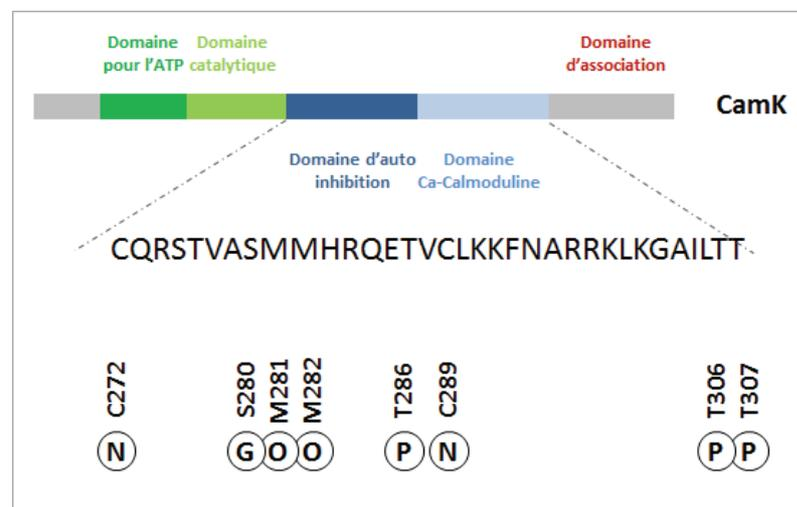 Domaine pour l'ATP
Domaine catalytique
Domaine d'association
CamK
Domaine d'auto inhibition
Domaine Ca-Calmoduline
CQRSTVASMMHRQETVCLKKFNARRKLKGAILTT
C272
S280
M281
M282
T286
C289
T306
T307
N
G
O
O
P
N
P
P